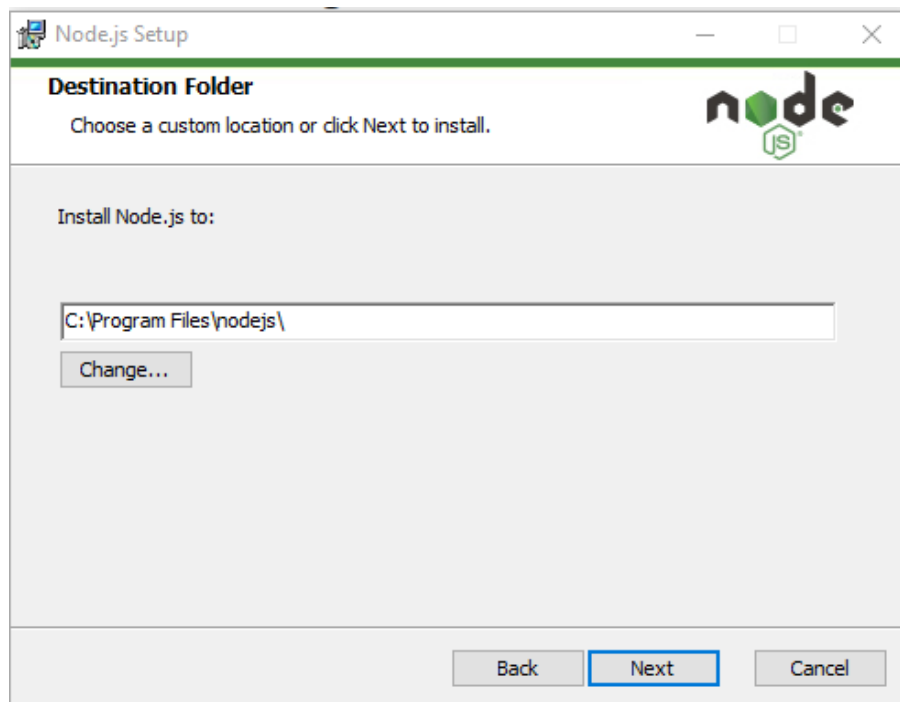 Node.js Setup
Destination Folder
Choose a custom location or click Next to install.
node
JS
Install Node.js to:
C:\Program Files\nodejs\
Change...
Back
Next
Cancel